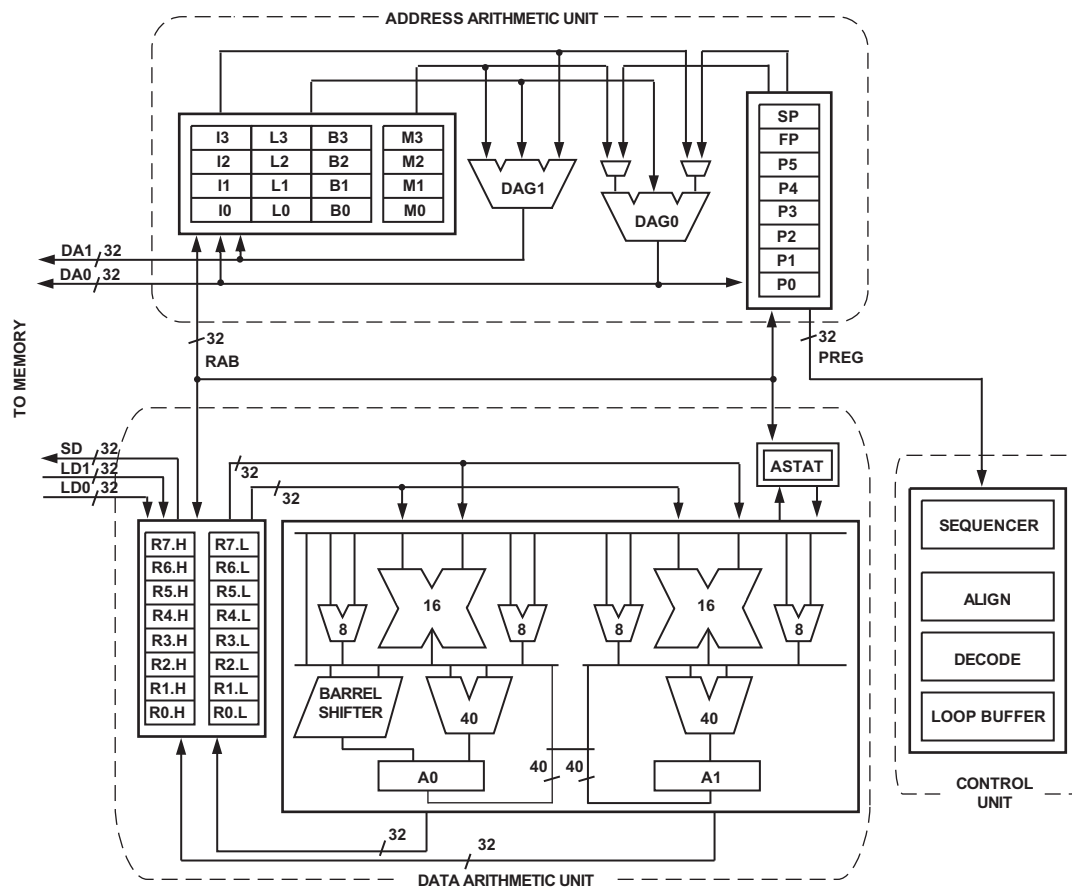 ADDRESS ARITHMETIC UNIT
I3 L3 B3 M3
I2 L2 B2 M2
I1 L1 B1 M1
I0 L0 B0 M0
DAG1
DAG0
SP
FP
P5
P4
P3
P2
P1
P0
DA1 32
DA0 32
TO MEMORY
32
RAB
32
PREG
SD 32
LD1 32
LD0 32
32
32
ASTAT
R7.H R7.L
R6.H R6.L
R5.H R5.L
R4.H R4.L
R3.H R3.L
R2.H R2.L
R1.H R1.L
R0.H R0.L
16
16
8
8
8
8
BARREL
SHIFTER
40
40
40 40
A0
A1
32
32
DATA ARITHMETIC UNIT
SEQUENCER
ALIGN
DECODE
LOOP BUFFER
CONTROL
UNIT